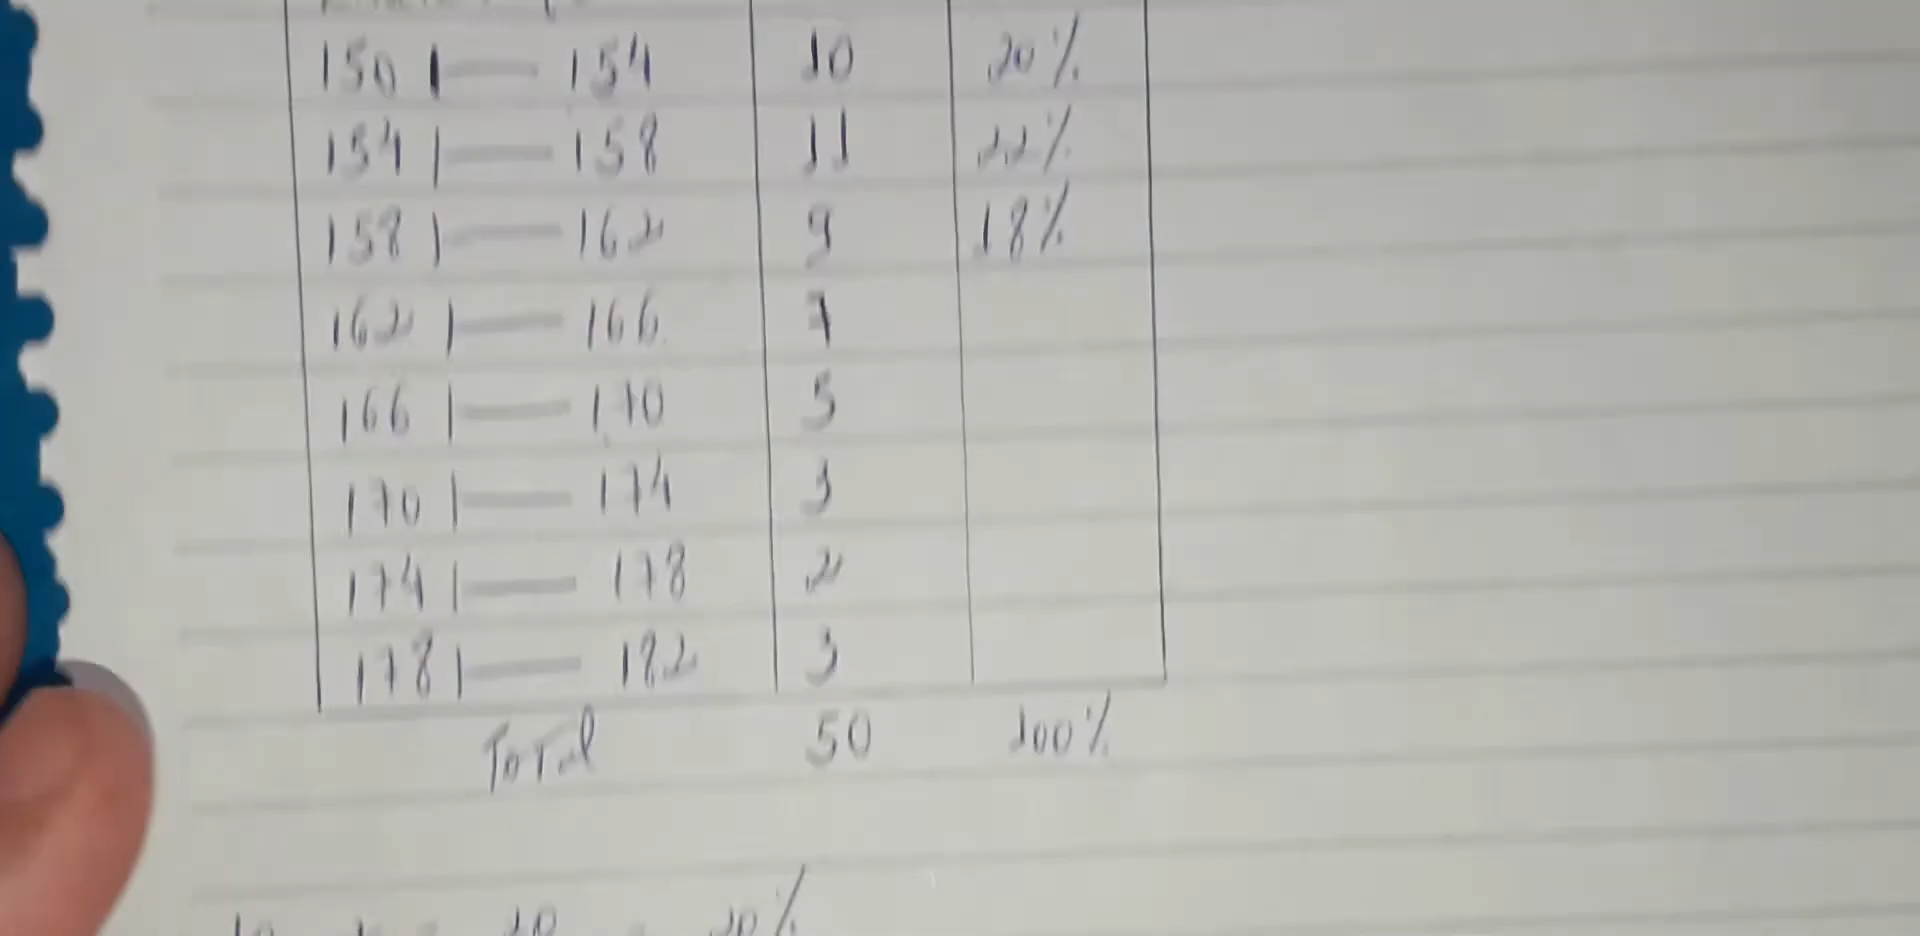 150 |— 154 10 20%
154 |— 158 11 22%
158 |— 162 9 18%
162 |— 166 7
166 |— 170 5
170 |— 174 3
174 |— 178 2
178 |— 182 3
Total 50 100%
20%